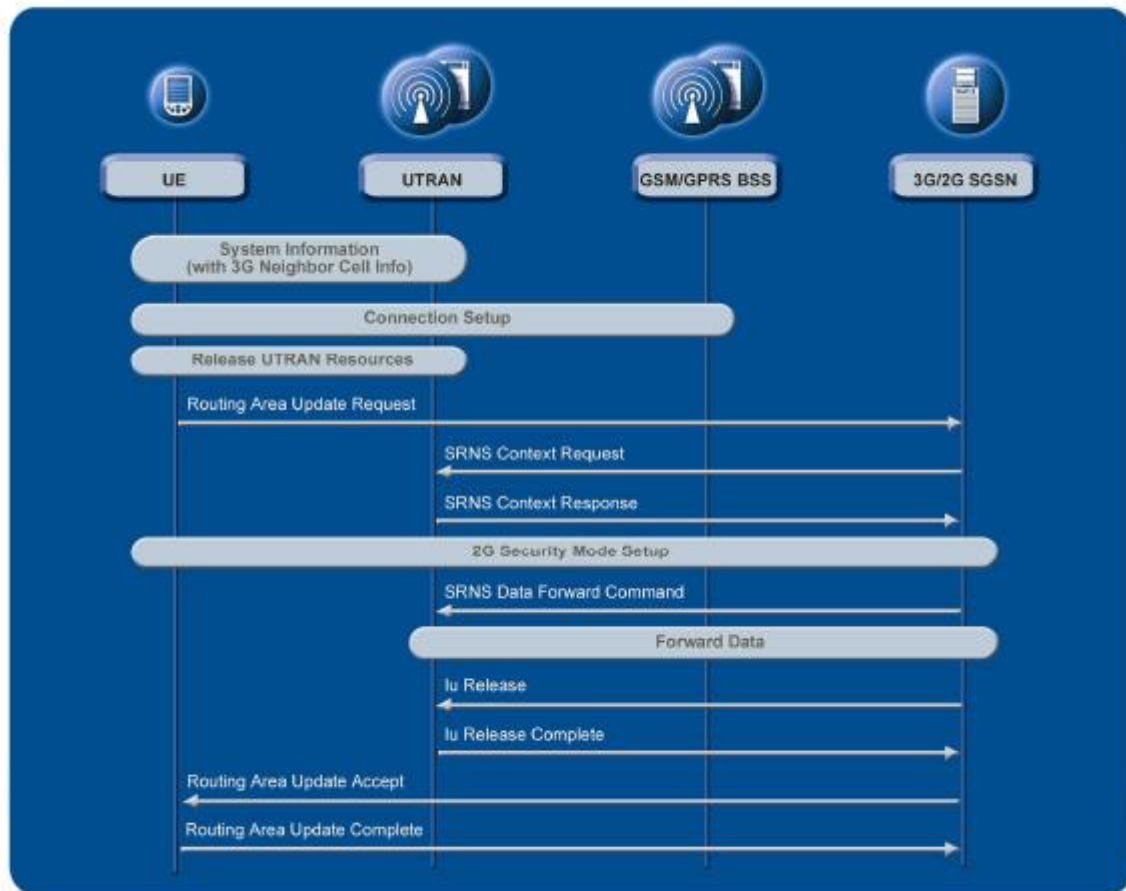 UE
UTRAN
GSM/GPRS BSS
3G/2G SGSN
System Information
(with 3G Neighbor Cell Info)
Connection Setup
Release UTRAN Resources
Routing Area Update Request
SRNS Context Request
SRNS Context Response
2G Security Mode Setup
SRNS Data Forward Command
Forward Data
Iu Release
Iu Release Complete
Routing Area Update Accept
Routing Area Update Complete